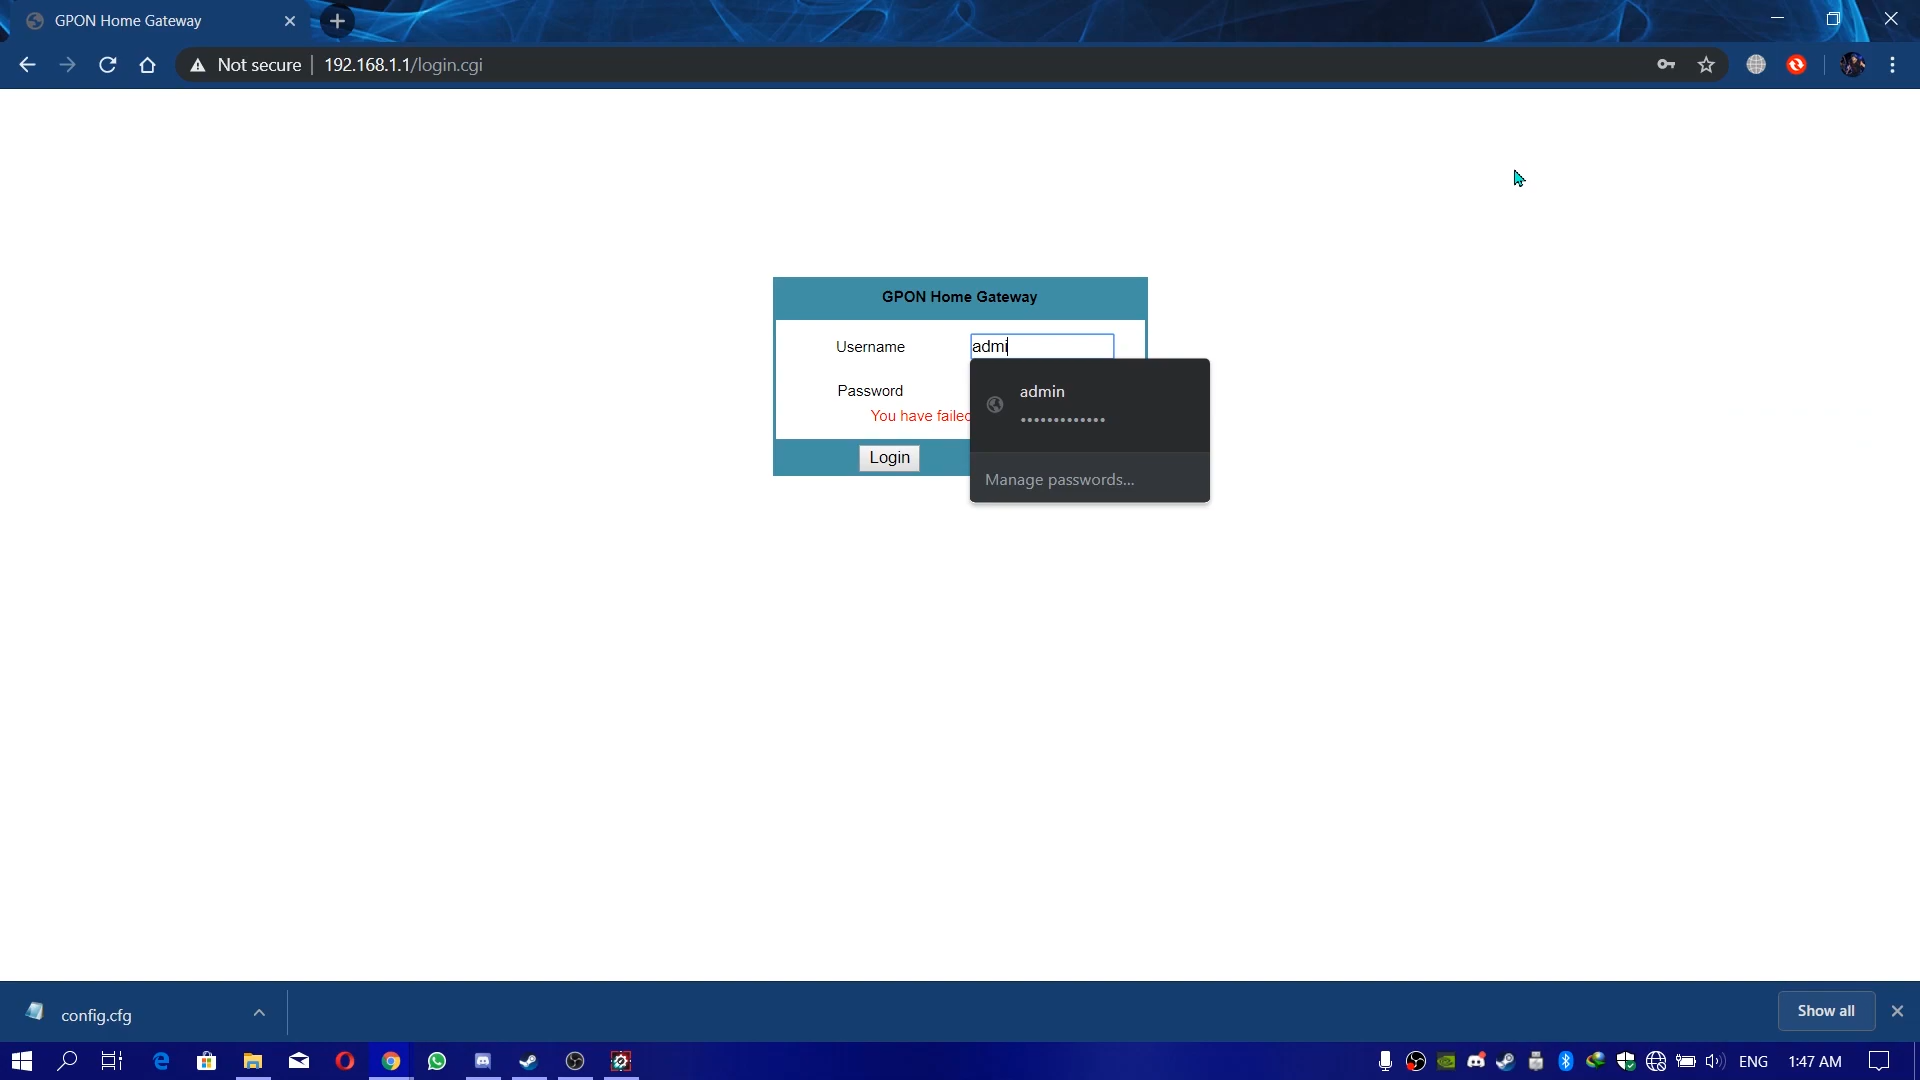 GPON Home Gateway
Not secure
192.168.1.1/login.cgi
GPON Home Gateway
Username
admi
Password
You have failed
Login
admin
•••••••••••••
Manage passwords...
config.cfg
Show all
ENG
1:47 AM